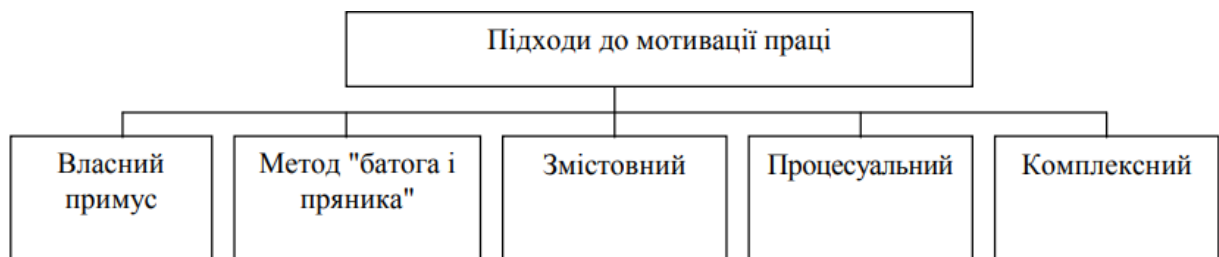 Підходи до мотивації праці
Власний
примус
Метод "батога і
пряника"
Змістовний
Процесуальний
Комплексний